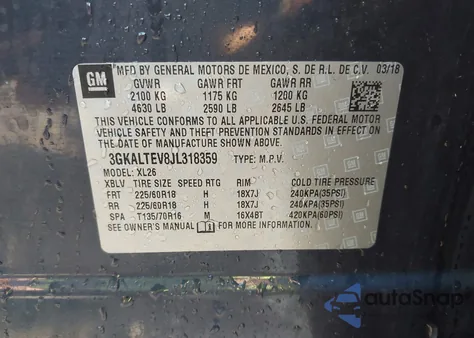 GM
MFD BY GENERAL MOTORS DE MEXICO, S. DE R.L. DE C.V. 03/18
GVWR GAWR FRT GAWR RR
2100 KG 1175 KG 1200 KG
4630 LB 2590 LB 2645 LB
THIS VEHICLE CONFORMS TO ALL APPLICABLE U.S. FEDERAL
MOTOR VEHICLE SAFETY, BUMPER, AND THEFT
PREVENTION STANDARDS IN EFFECT ON
THE DATE OF MANUFACTURE SHOWN ABOVE.
3GKALTEV8JL318359 TYPE: M.P.V.
MODEL: XL26
XBLV TIRE SIZE SPEED RTG RIM COLD TIRE PRESSURE
FRT 225/60R18 H 18X7J 240KPA(35PSI)
RR 225/60R18 H 18X7J 240KPA(35PSI)
SPA T135/70R16 M 16X4BT 420KPA(60PSI)
SEE OWNER'S MANUAL FOR MORE INFORMATION.
autoSnap